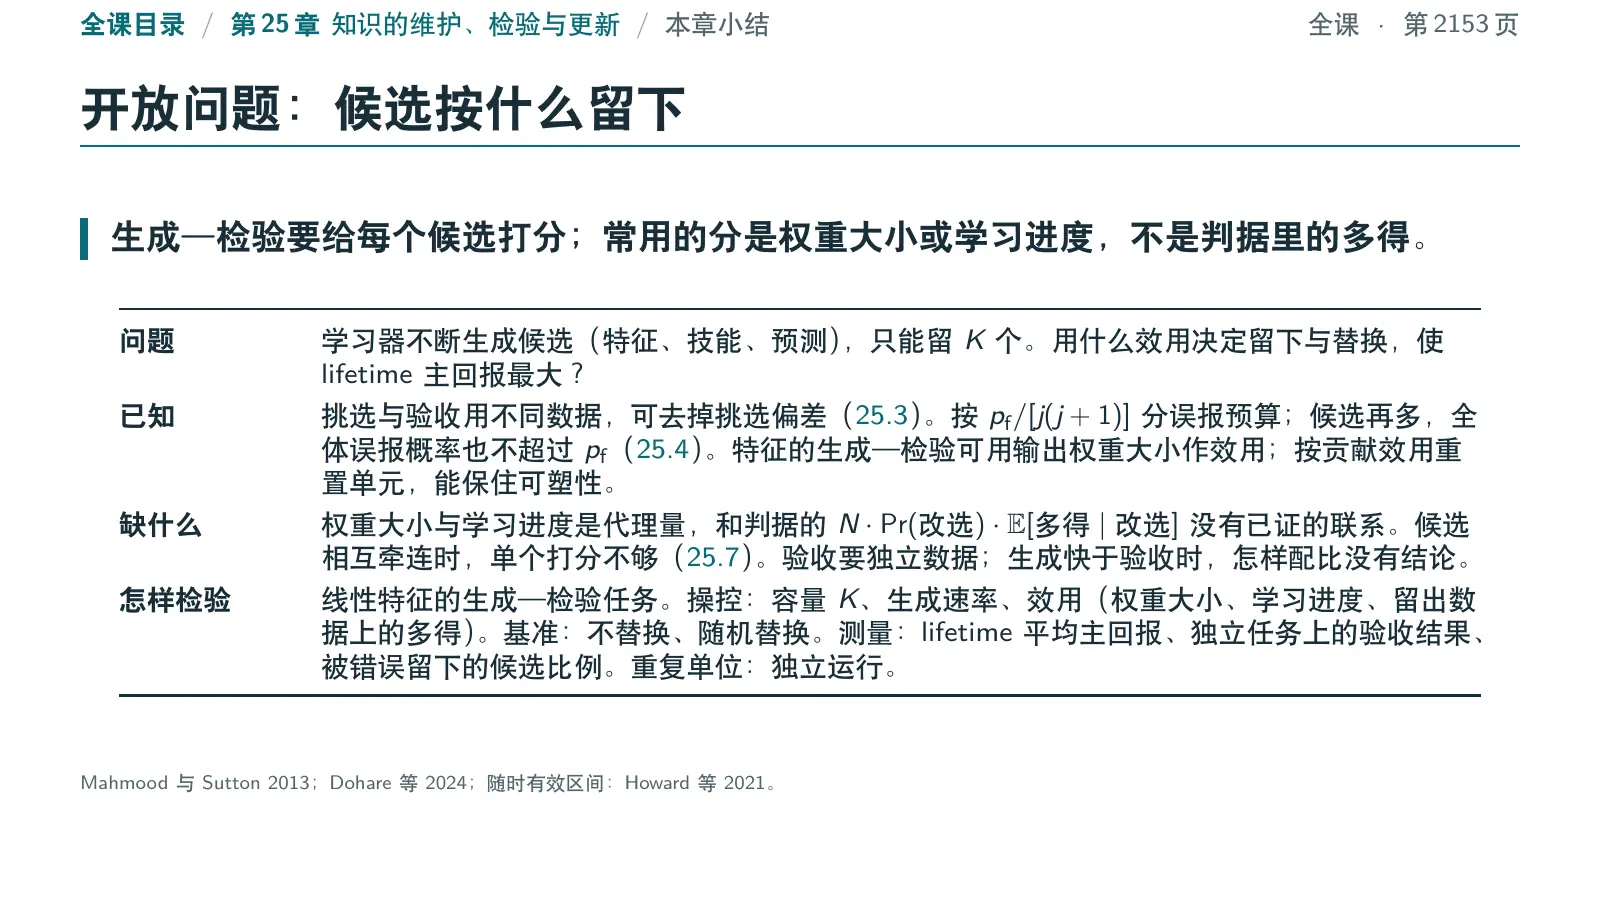 全课目录 / 第 25 章 知识的维护、检验与更新 / 本章小结
全课 · 第 2153 页
开放问题：候选按什么留下
生成—检验要给每个候选打分；常用的分是权重大小或学习进度，不是判据里的多得。
问题 学习器不断生成候选（特征、技能、预测），只能留 K 个。用什么效用决定留下与替换，使
lifetime 主回报最大？
已知 挑选与验收用不同数据，可去掉挑选偏差（25.3）。按 p_f/[j(j + 1)] 分误报预算；候选再多，全
体误报概率也不超过 p_f（25.4）。特征的生成—检验可用输出权重大小作效用；按贡献效用重
置单元，能保住可塑性。
缺什么 权重大小与学习进度是代理量，和判据的 N · Pr(改选) · 𝔼[多得 | 改选] 没有已证的联系。候选
相互牵连时，单个打分不够（25.7）。验收要独立数据；生成快于验收时，怎样配比没有结论。
怎样检验 线性特征的生成—检验任务。操控：容量 K、生成速率、效用（权重大小、学习进度、留出数
据上的多得）。基准：不替换、随机替换。测量：lifetime 平均主回报、独立任务上的验收结果、
被错误留下的候选比例。重复单位：独立运行。
Mahmood 与 Sutton 2013；Dohare 等 2024；随时有效区间：Howard 等 2021。